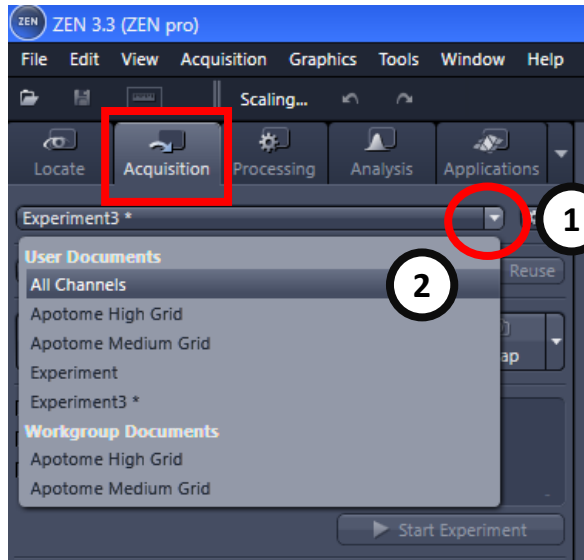 ZEN ZEN 3.3 (ZEN pro)
File Edit View Acquisition Graphics Tools Window Help
Scaling...
Locate Acquisition Processing Analysis Applications
Experiment3 * 1
User Documents
All Channels 2 Reuse
Apotome High Grid
Apotome Medium Grid
Experiment
Experiment3 *
Workgroup Documents
Apotome High Grid
Apotome Medium Grid
Start Experiment